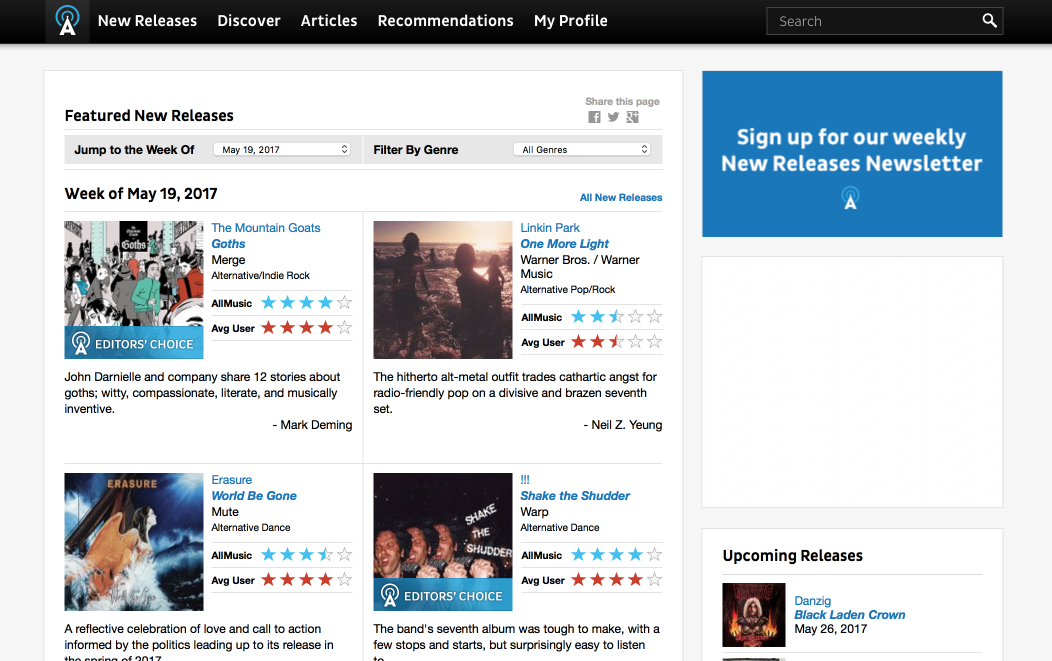 New Releases Discover Articles Recommendations My Profile Search
Share this page
Featured New Releases
Jump to the Week Of May 19, 2017 Filter By Genre All Genres
Week of May 19, 2017
All New Releases
The Mountain Goats
Goths
Merge
Alternative/Indie Rock
AllMusic
Avg User
Goths
EDITORS' CHOICE
John Darnielle and company share 12 stories about
goths; witty, compassionate, literate, and musically
inventive.
- Mark Deming
Linkin Park
One More Light
Warner Bros. / Warner
Music
Alternative Pop/Rock
AllMusic
Avg User
The hitherto alt-metal outfit trades cathartic angst for
radio-friendly pop on a divisive and brazen seventh
set.
- Neil Z. Yeung
ERASURE
Erasure
World Be Gone
Mute
Alternative Dance
AllMusic
Avg User
A reflective celebration of love and call to action
informed by the politics leading up to its release in
the spring of 2017.
!!!
Shake the Shudder
Warp
Alternative Dance
AllMusic
Avg User
SHAKE
THE
SHUDDER
EDITORS' CHOICE
The band's seventh album was tough to make, with a
few stops and starts, but surprisingly easy to listen
to.
Sign up for our weekly
New Releases Newsletter
Upcoming Releases
DANZIG
Danzig
Black Laden Crown
May 26, 2017